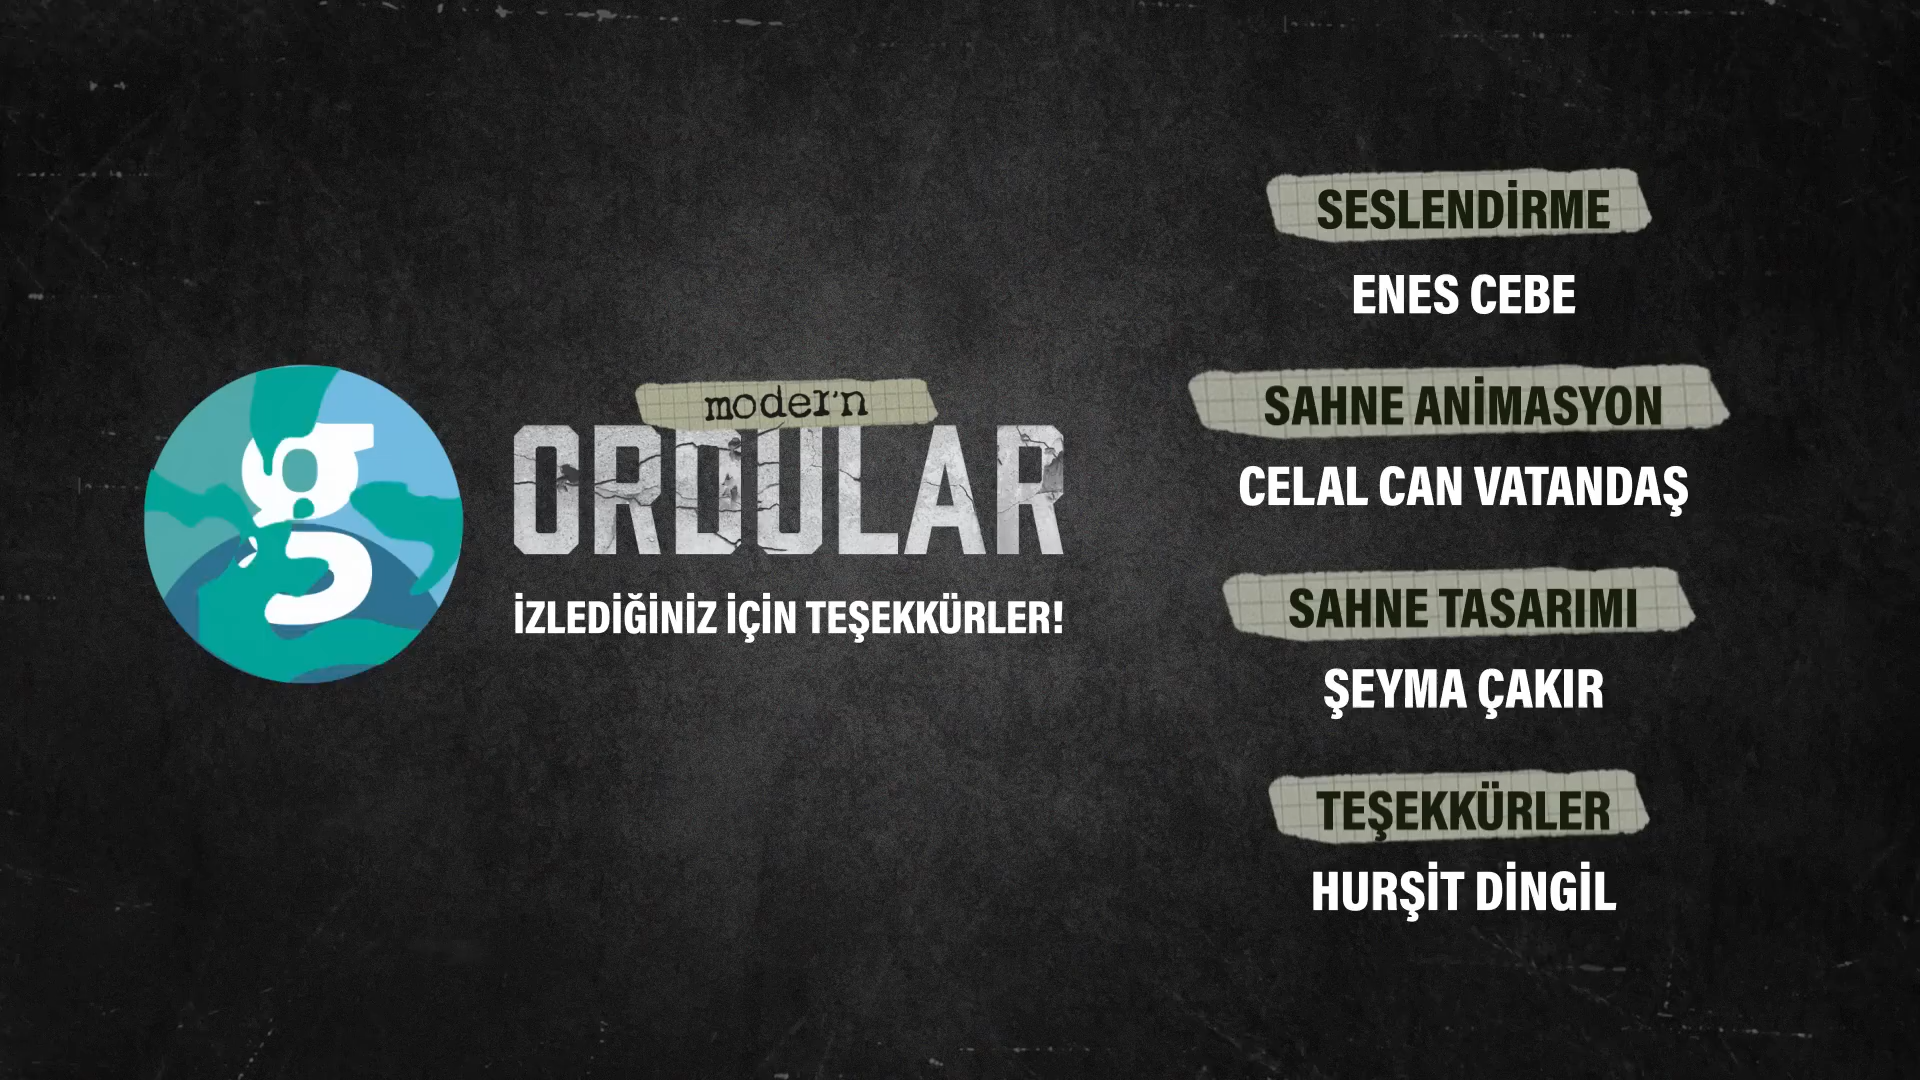 g
modern
ORDULAR
İZLEDİĞİNİZ İÇİN TEŞEKKÜRLER!
SESLENDİRME
ENES CEBE
SAHNE ANİMASYON
CELAL CAN VATANDAŞ
SAHNE TASARIMI
ŞEYMA ÇAKIR
TEŞEKKÜRLER
HURŞİT DİNGİL